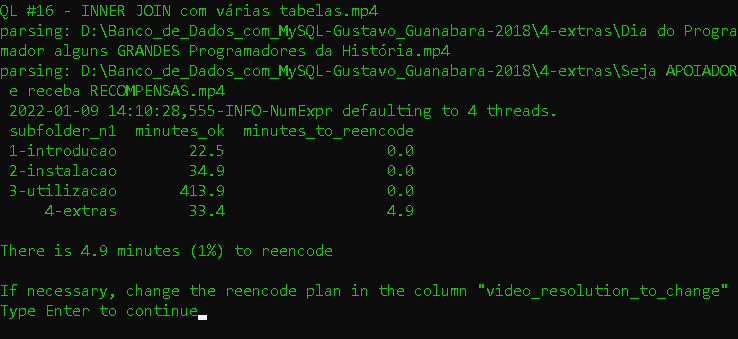 QL #16 - INNER JOIN com várias tabelas.mp4
parsing: D:\Banco_de_Dados_com_MySQL-Gustavo_Guanabara-2018\4-extras\Dia do Progra
mador alguns GRANDES Programadores da História.mp4
parsing: D:\Banco_de_Dados_com_MySQL-Gustavo_Guanabara-2018\4-extras\Seja APOIADOR
e receba RECOMPENSAS.mp4
2022-01-09 14:10:28,555-INFO-NumExpr defaulting to 4 threads.
subfolder_n1 minutes_ok minutes_to_reencode
1-introducao 22.5 0.0
2-instalacao 34.9 0.0
3-utilizacao 413.9 0.0
4-extras 33.4 4.9
There is 4.9 minutes (1%) to reencode
If necessary, change the reencode plan in the column "video_resolution_to_change"
Type Enter to continue